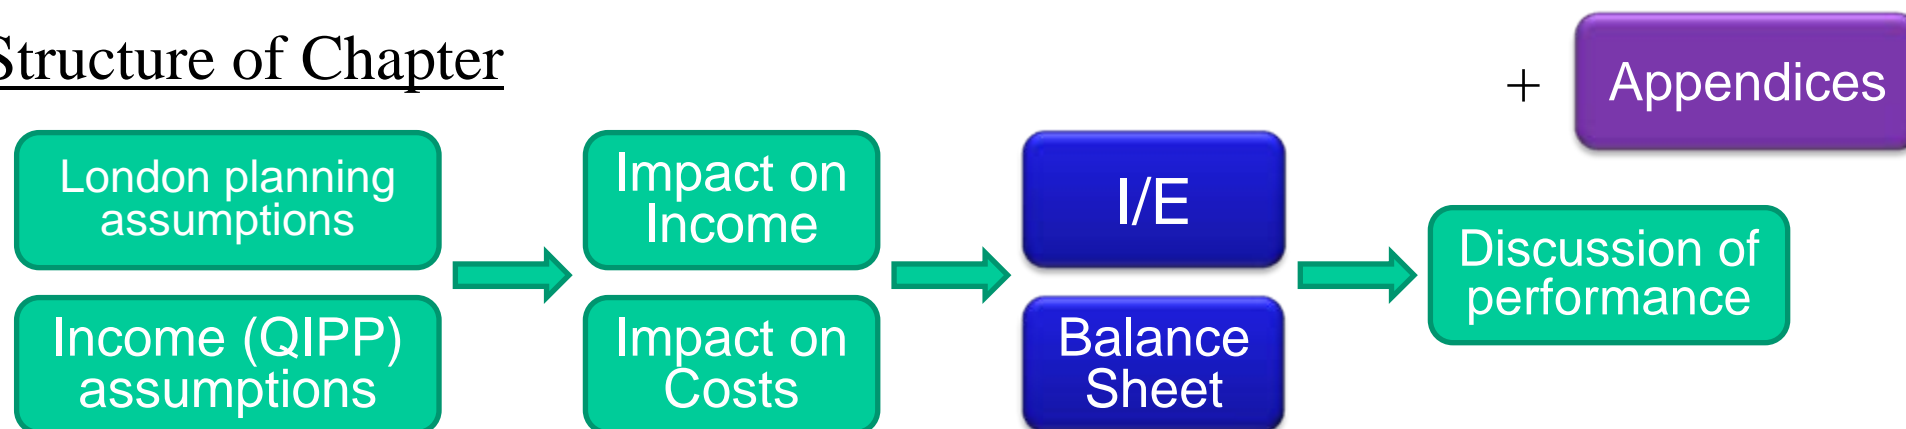 Structure of Chapter
+ Appendices
London planning
assumptions
Income (QIPP)
assumptions
Impact on
Income
Impact on
Costs
I/E
Balance
Sheet
Discussion of
performance